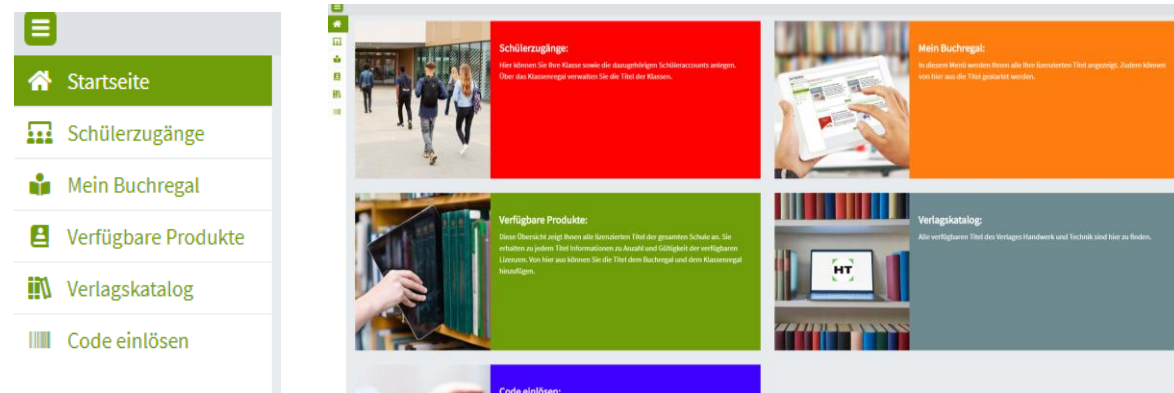 Startseite
Schülerzugänge
Mein Buchregal
Verfügbare Produkte
Verlagskatalog
Code einlösen
Schülerzugänge:
Hier können Sie Ihre Klasse sowie die dazugehörigen Schüleraccounts anlegen.
Über das Klassenregal verwalten Sie die Titel der Klassen.
Mein Buchregal:
In diesem Menü werden Ihnen alle Ihre lizenzierten Titel angezeigt. Zudem können
von hier aus die Titel gestartet werden.
Verfügbare Produkte:
Diese Übersicht zeigt Ihnen alle lizenzierten Titel der gesamten Schule an. Sie
erhalten zu jedem Titel Informationen zu Anzahl und Gültigkeit der verfügbaren
Lizenzen. Von hier aus können Sie die Titel dem Buchregal und dem Klassenregal
hinzufügen.
Verlagskatalog:
Alle verfügbaren Titel des Verlages Handwerk und Technik sind hier zu finden.
HT
Code einlösen: